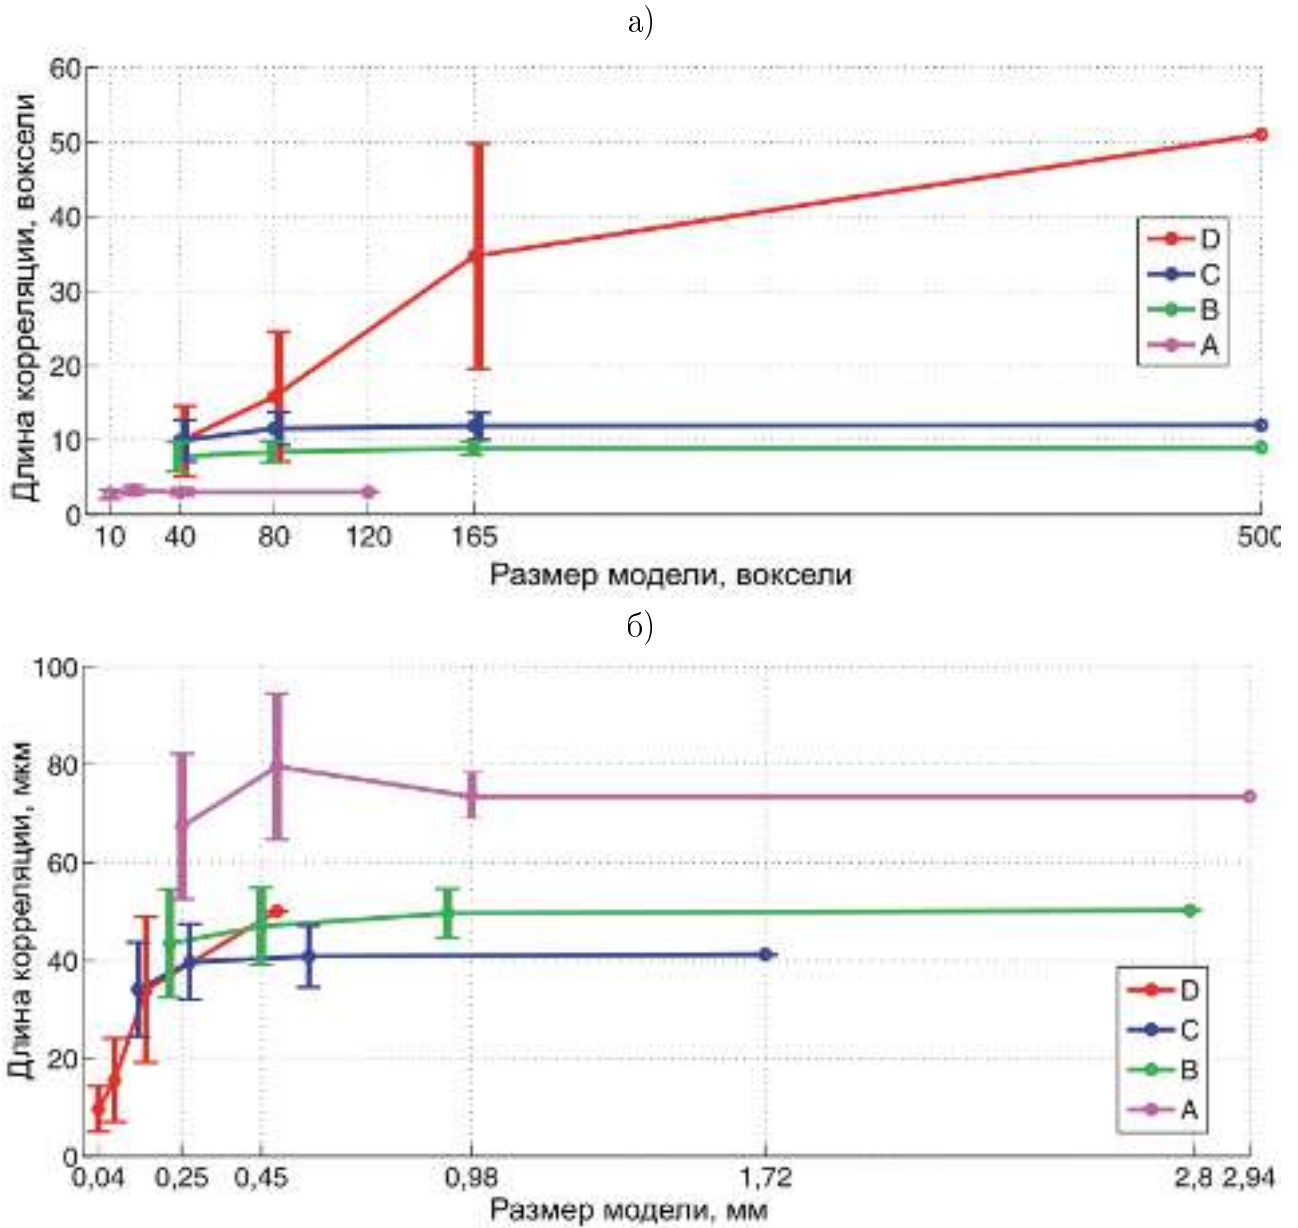 а)
60
50
40
30
20
10
0
Длина корреляции, воксели
D
C
B
A
10 40 80 120 165 500
Размер модели, воксели
б)
100
80
60
40
20
0
Длина корреляции, мкм
D
C
B
A
0,04 0,25 0,45 0,98 1,72 2,8 2,94
Размер модели, мм